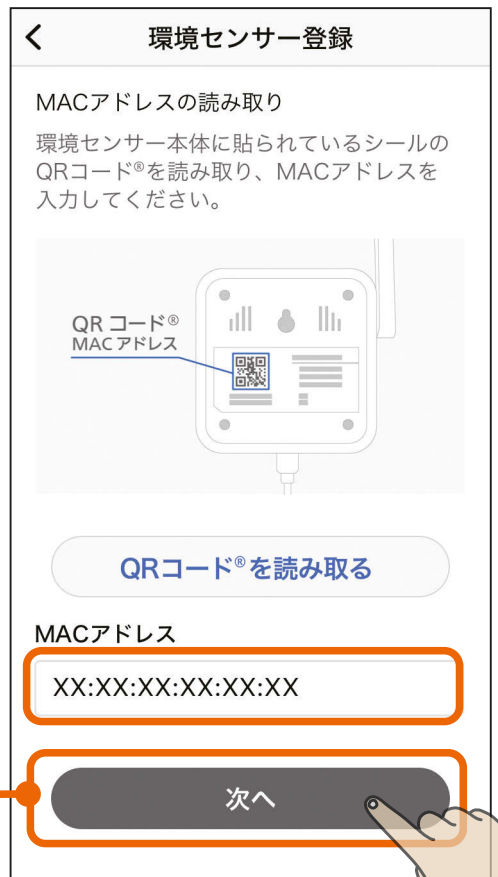 環境センサー登録
MACアドレスの読み取り
環境センサー本体に貼られているシールの
QRコード®を読み取り、MACアドレスを
入力してください。
QR コード®
MAC アドレス
QRコード®を読み取る
MACアドレス
XX:XX:XX:XX:XX:XX
次へ